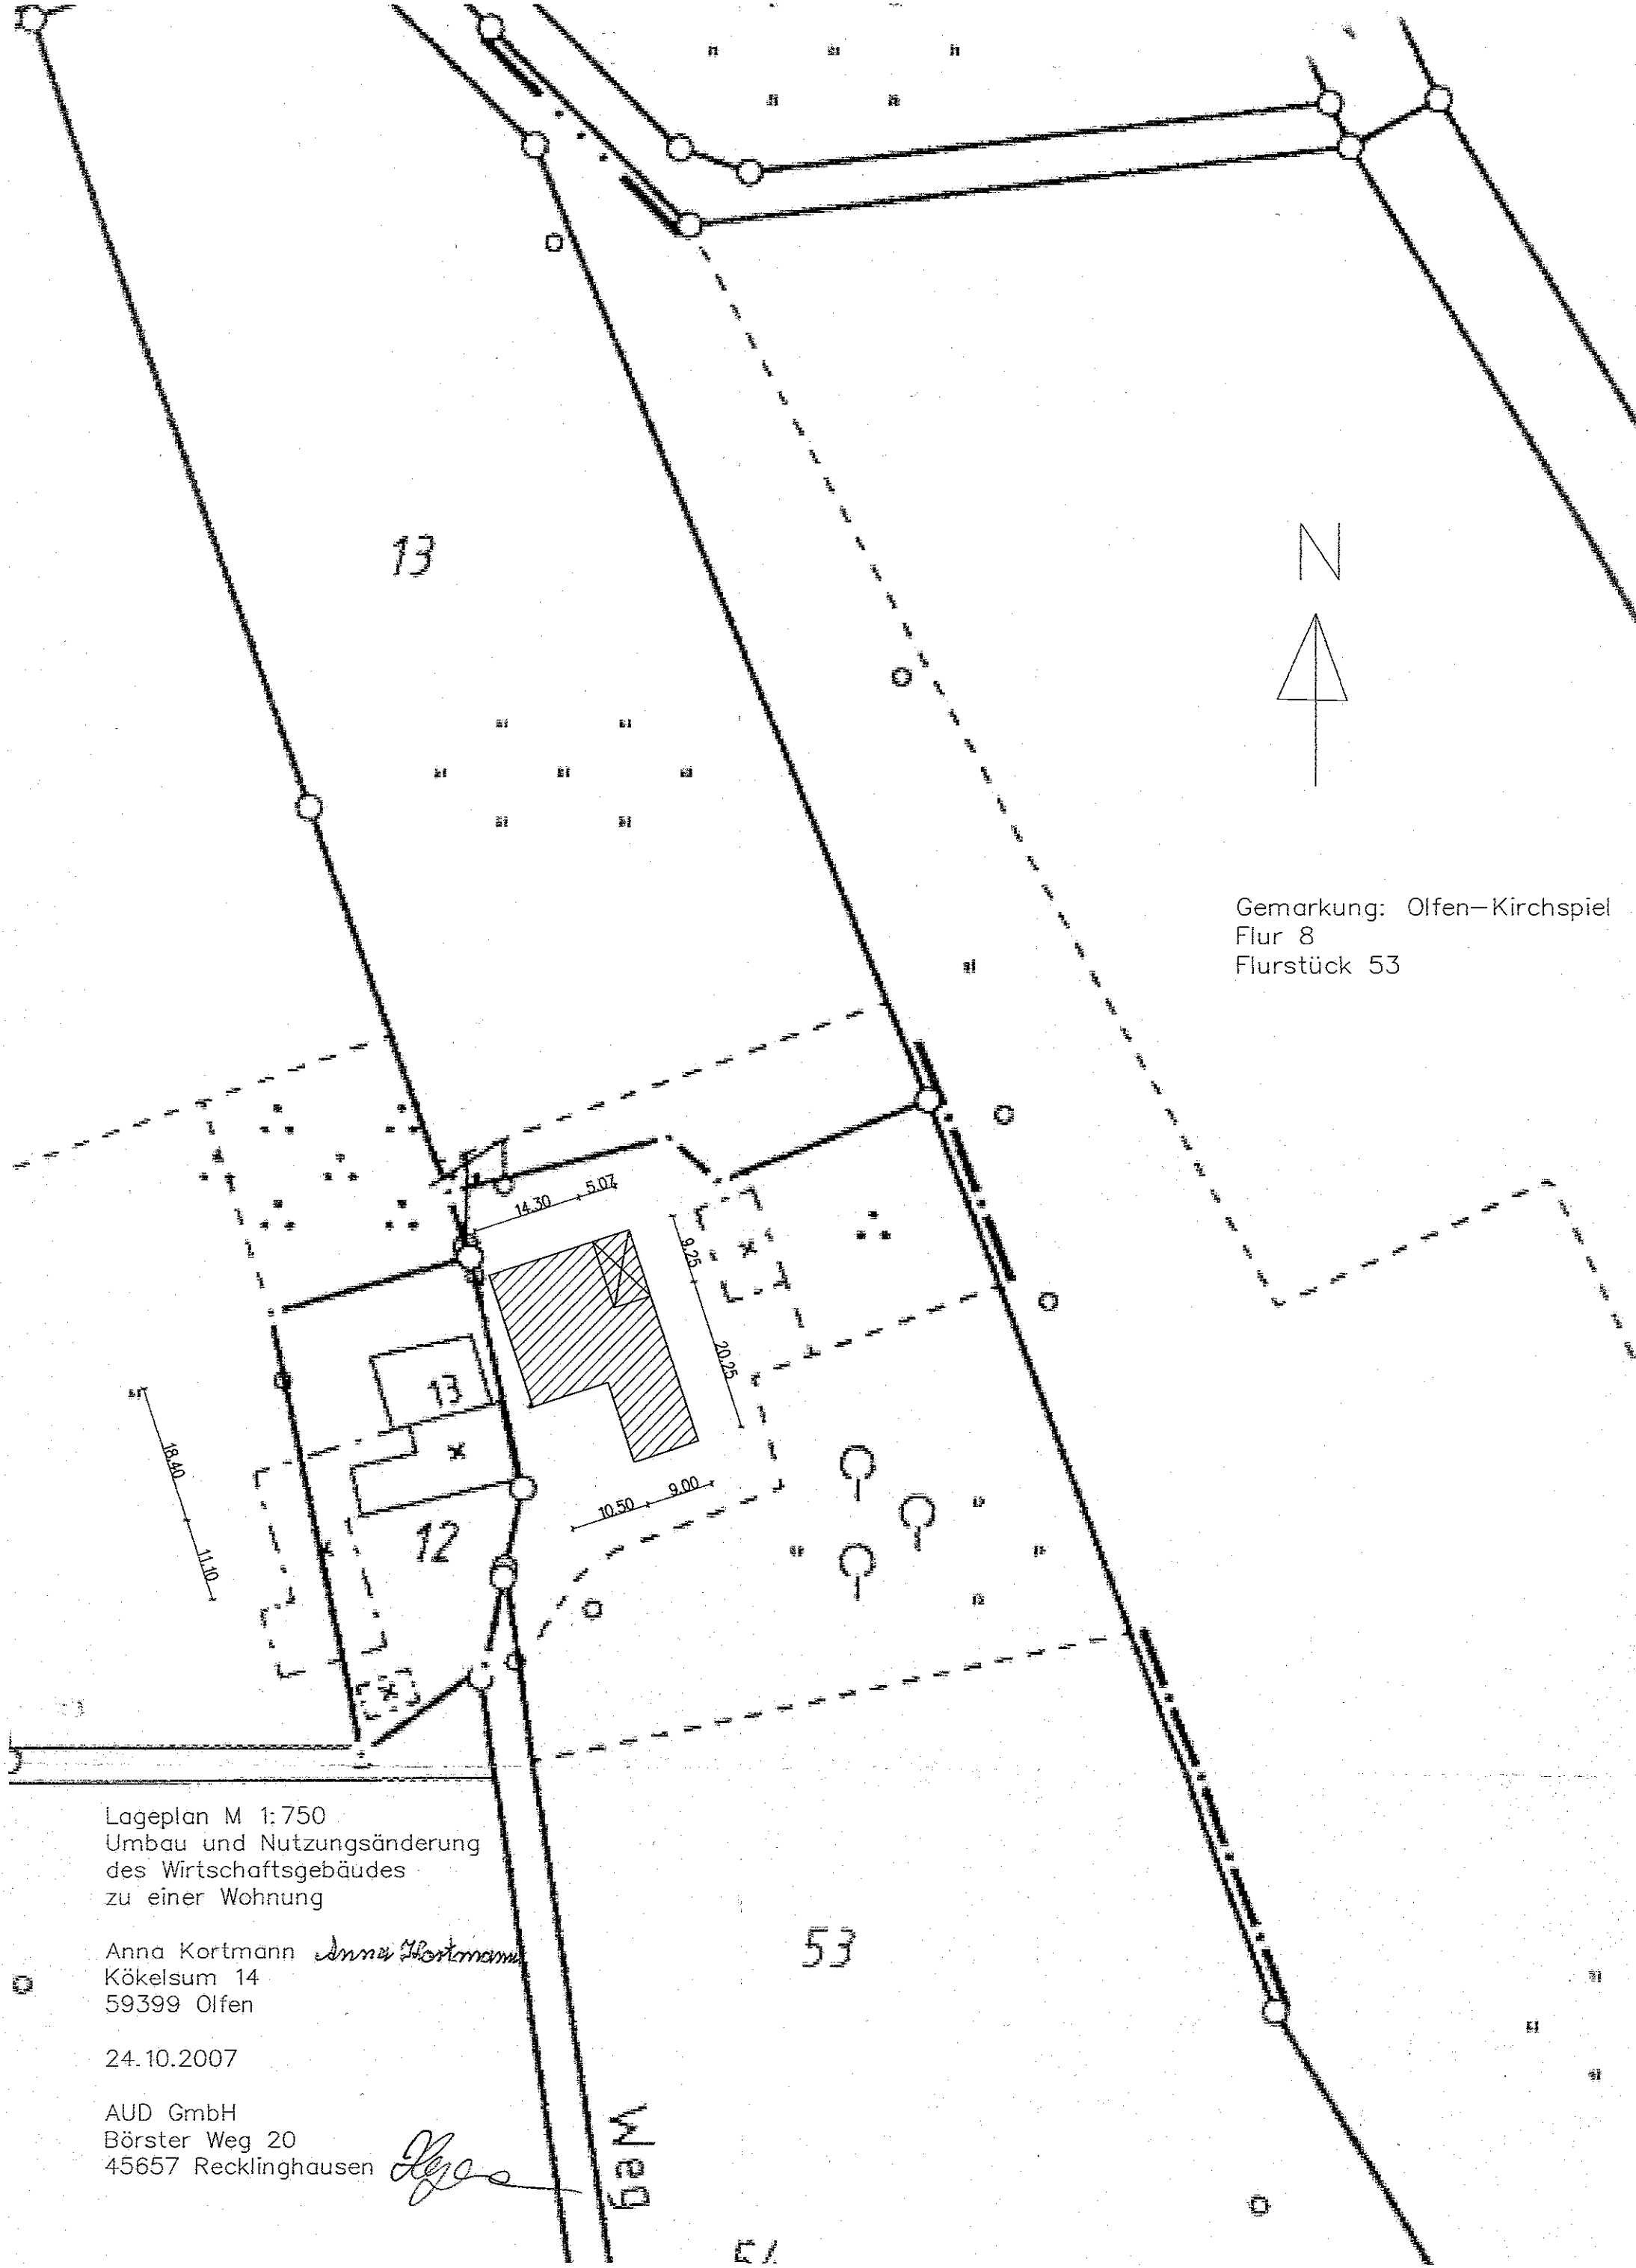 13
N
Gemarkung: Olfen-Kirchspiel
Flur 8
Flurstück 53
14.30
5.07
9.25
20.25
13
18.40
11.10
12
10.50
9.00
Lageplan M 1:750
Umbau und Nutzungsänderung
des Wirtschaftsgebäudes
zu einer Wohnung
Anna Kortmann Anna Kortmann
Kökelsum 14
59399 Olfen
24.10.2007
AUD GmbH
Börster Weg 20
45657 Recklinghausen
53
Weg